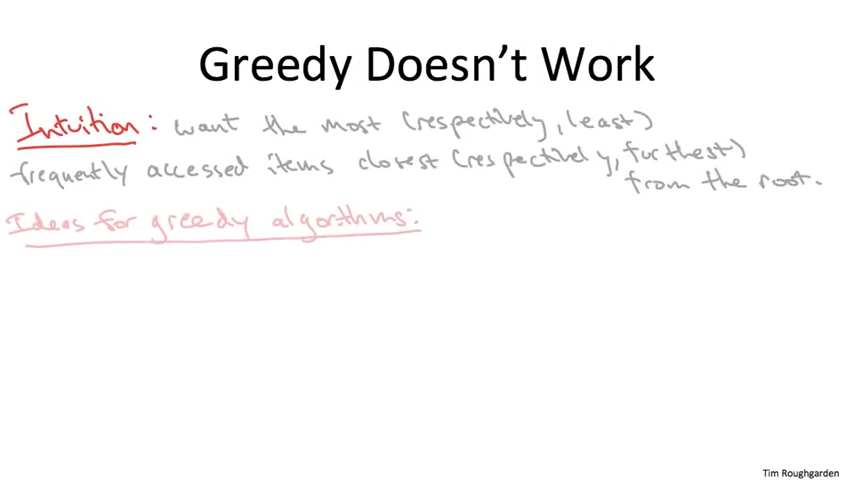 Greedy Doesn't Work
Intuition: want the most (respectively, least)
frequently accessed items closest (respectively, furthest)
from the root.
Ideas for greedy algorithms:
Tim Roughgarden